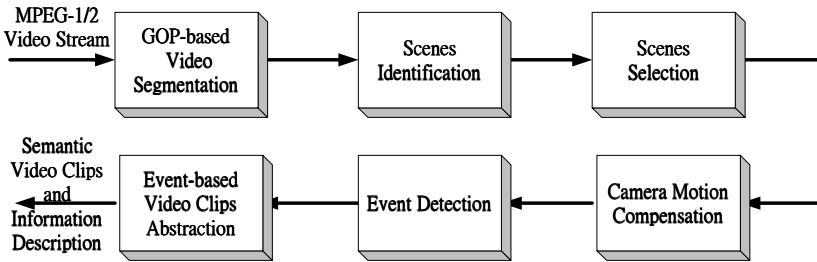 MPEG-1/2
Video Stream
GOP-based
Video
Segmentation
Scenes
Identification
Scenes
Selection
Semantic
Video Clips
and
Information
Description
Event-based
Video Clips
Abstraction
Event Detection
Camera Motion
Compensation